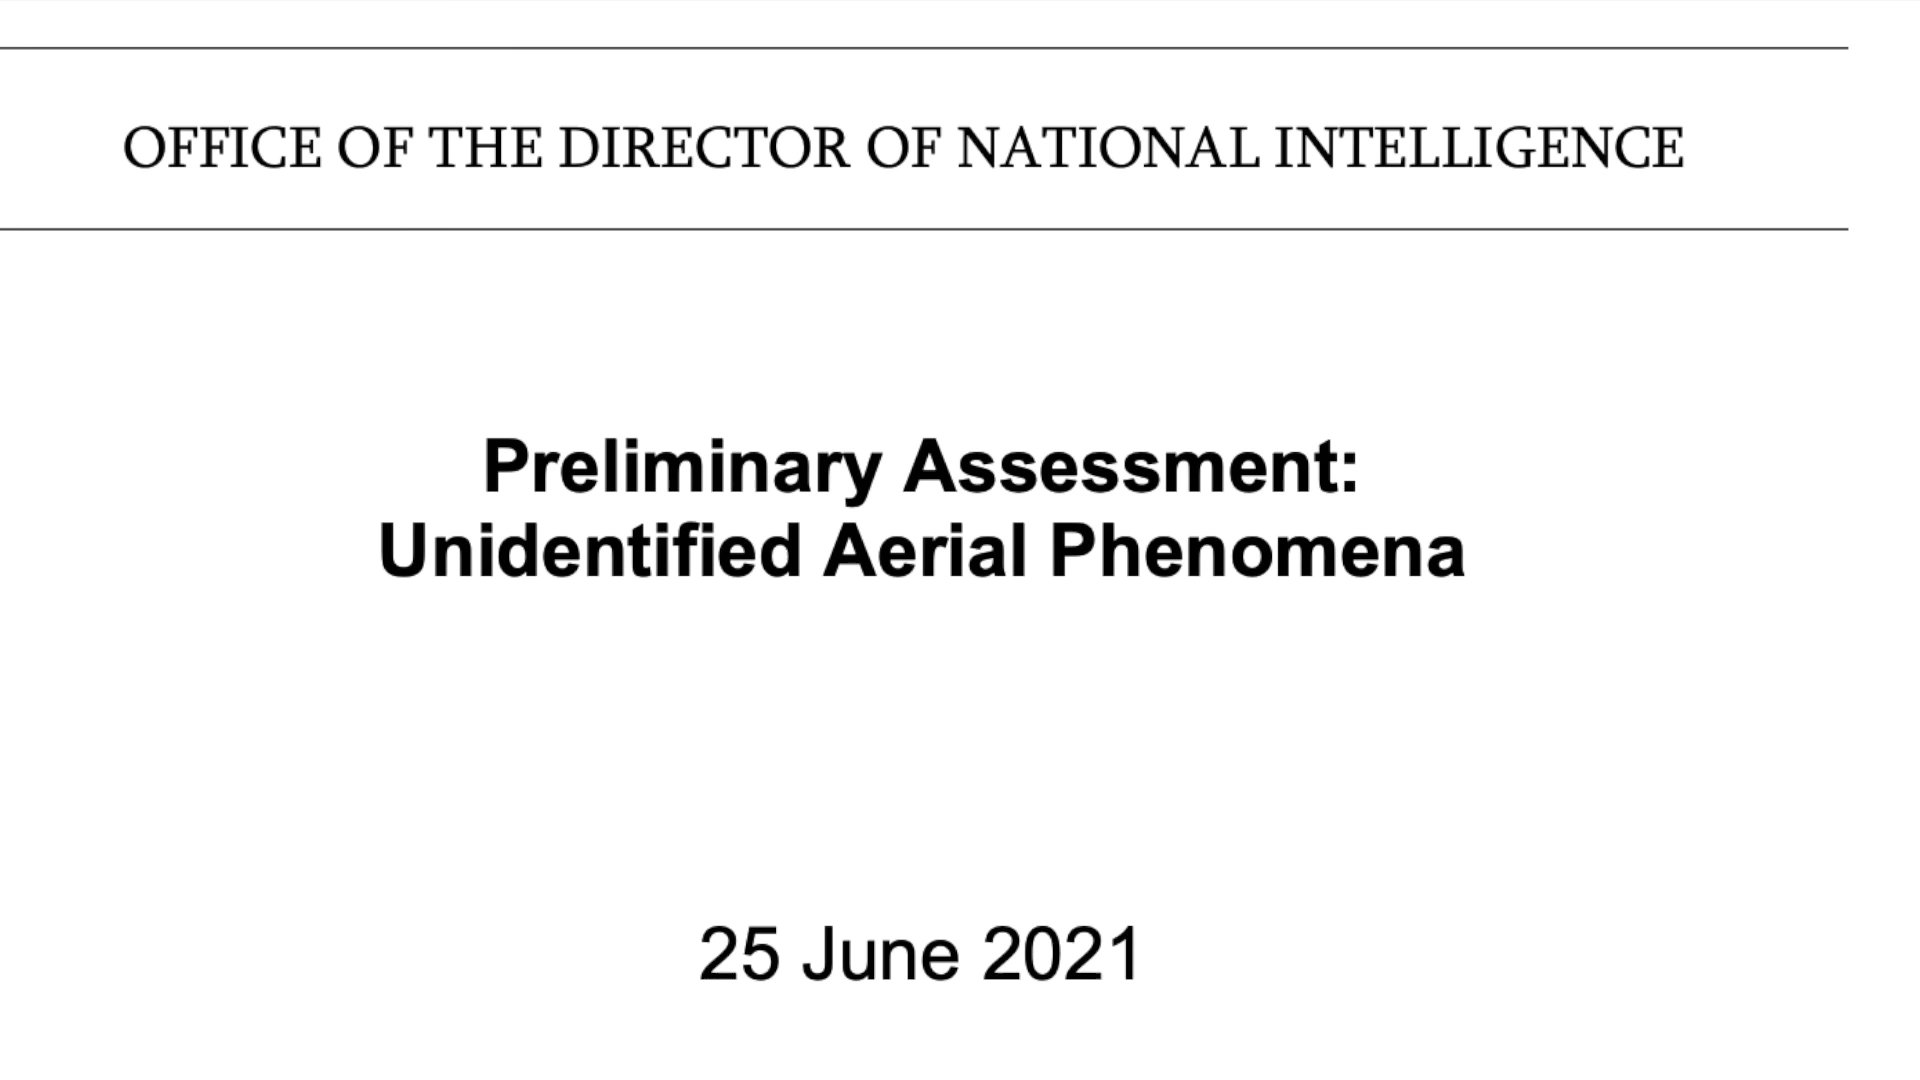 OFFICE OF THE DIRECTOR OF NATIONAL INTELLIGENCE
Preliminary Assessment:
Unidentified Aerial Phenomena
25 June 2021